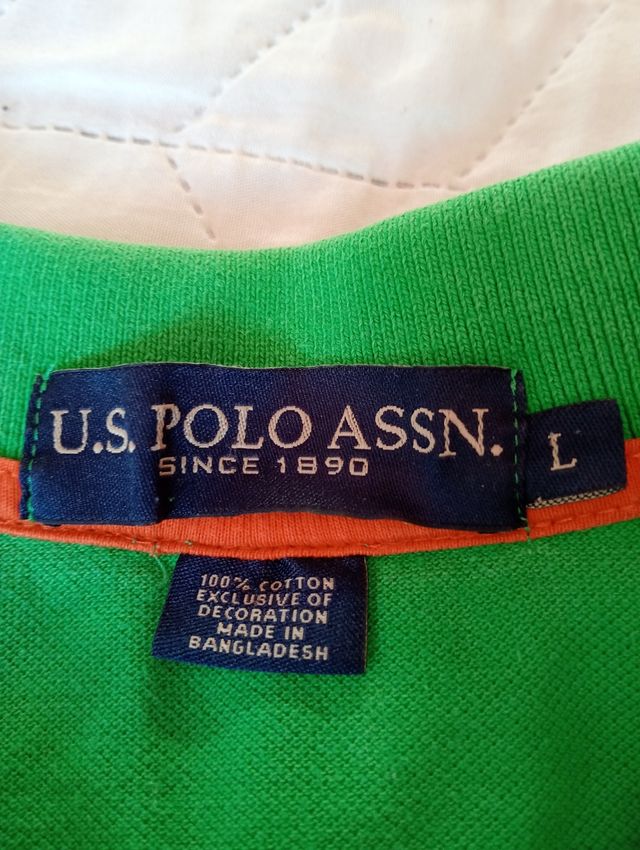 U.S. POLO ASSN.
SINCE 1890
L
100% COTTON
EXCLUSIVE OF
DECORATION
MADE IN
BANGLADESH